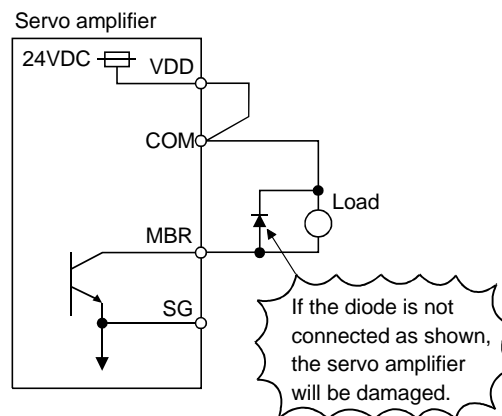 Servo amplifier
24VDC
VDD
COM
Load
MBR
SG
If the diode is not
connected as shown,
the servo amplifier
will be damaged.